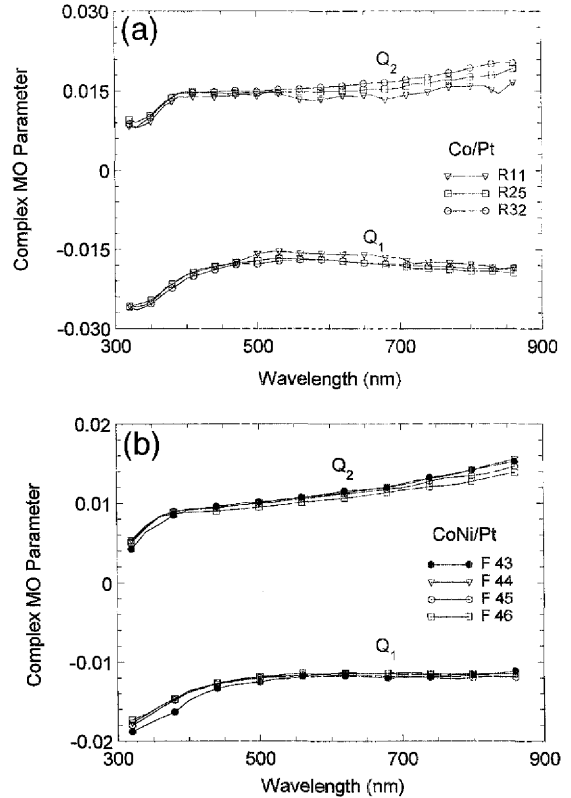 (a)
0.030
0.015
0
-0.015
-0.030
Complex MO Parameter
Q2
Q1
Co/Pt
R11
R25
R32
300 500 700 900
Wavelength (nm)
(b)
0.02
0.01
0
-0.01
-0.02
Complex MO Parameter
Q2
Q1
CoNi/Pt
F 43
F 44
F 45
F 46
300 500 700 900
Wavelength (nm)